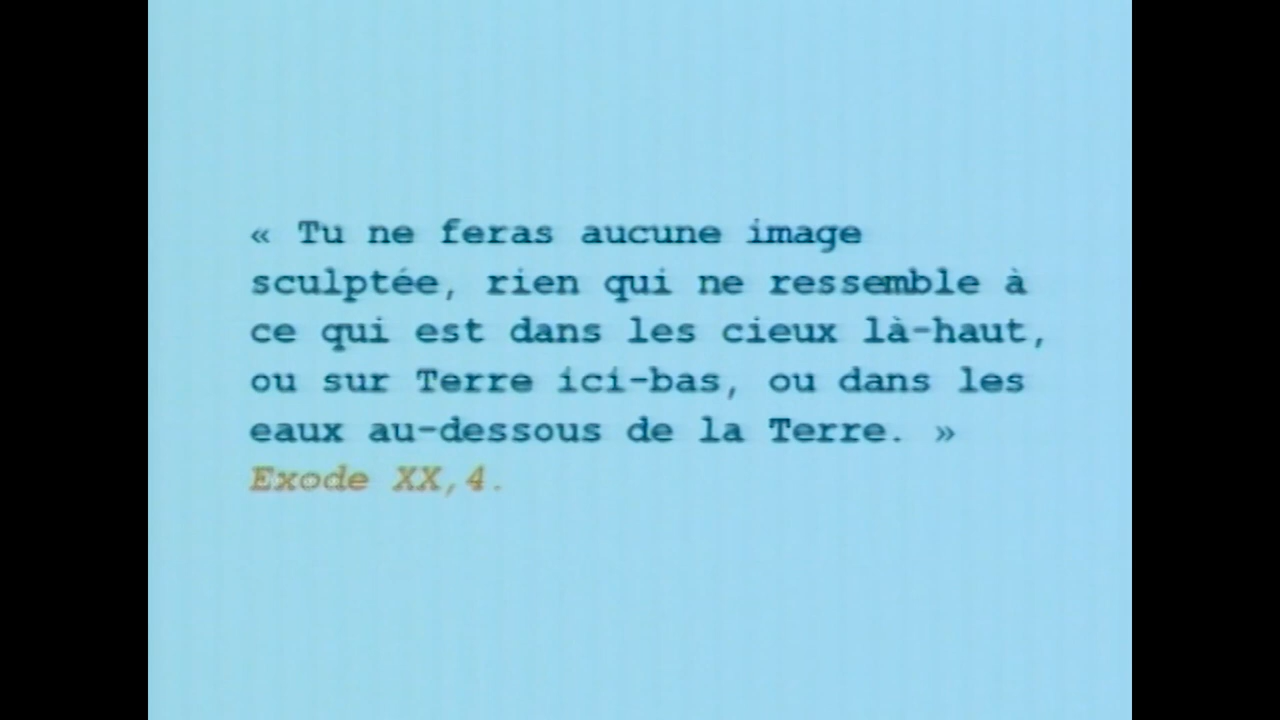 « Tu ne feras aucune image
sculptée, rien qui ne ressemble à
ce qui est dans les cieux là-haut,
ou sur Terre ici-bas, ou dans les
eaux au-dessous de la Terre. »
Exode XX,4.